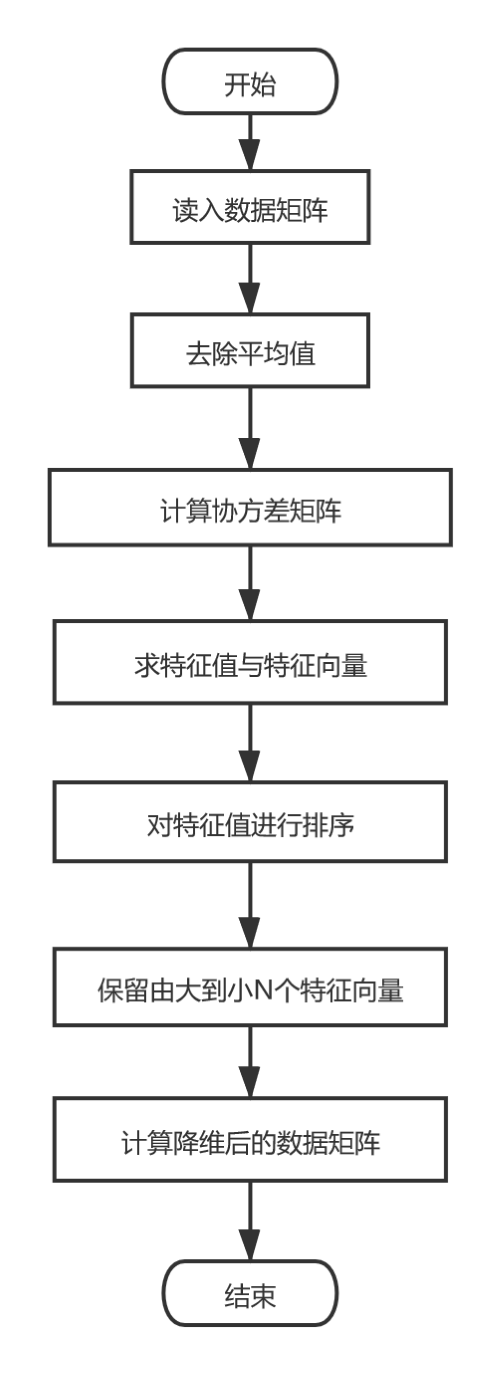 开始
读入数据矩阵
去除平均值
计算协方差矩阵
求特征值与特征向量
对特征值进行排序
保留由大到小N个特征向量
计算降维后的数据矩阵
结束